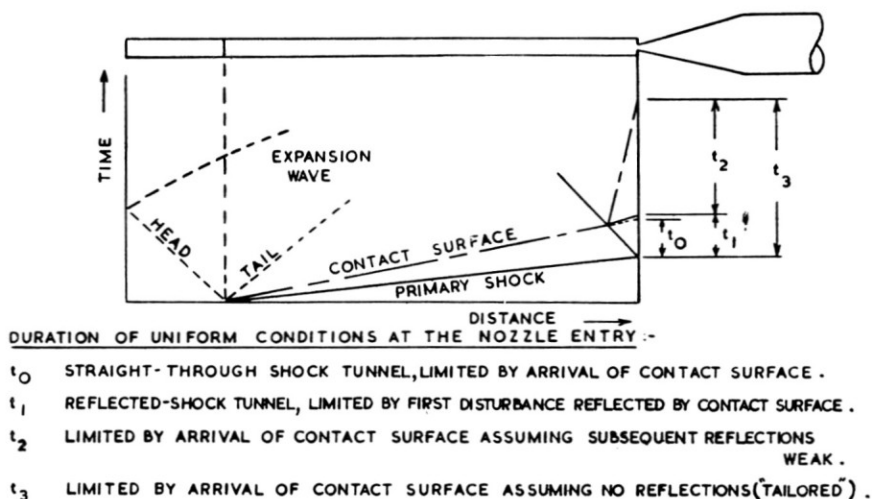 TIME
EXPANSION
WAVE
HEAD
TAIL
CONTACT SURFACE
PRIMARY SHOCK
t2
t3
t0
t1
DISTANCE
DURATION OF UNIFORM CONDITIONS AT THE NOZZLE ENTRY:-
t0 STRAIGHT-THROUGH SHOCK TUNNEL, LIMITED BY ARRIVAL OF CONTACT SURFACE.
t1 REFLECTED-SHOCK TUNNEL, LIMITED BY FIRST DISTURBANCE REFLECTED BY CONTACT SURFACE.
t2 LIMITED BY ARRIVAL OF CONTACT SURFACE ASSUMING SUBSEQUENT REFLECTIONS
WEAK.
t3 LIMITED BY ARRIVAL OF CONTACT SURFACE ASSUMING NO REFLECTIONS("TAILORED").